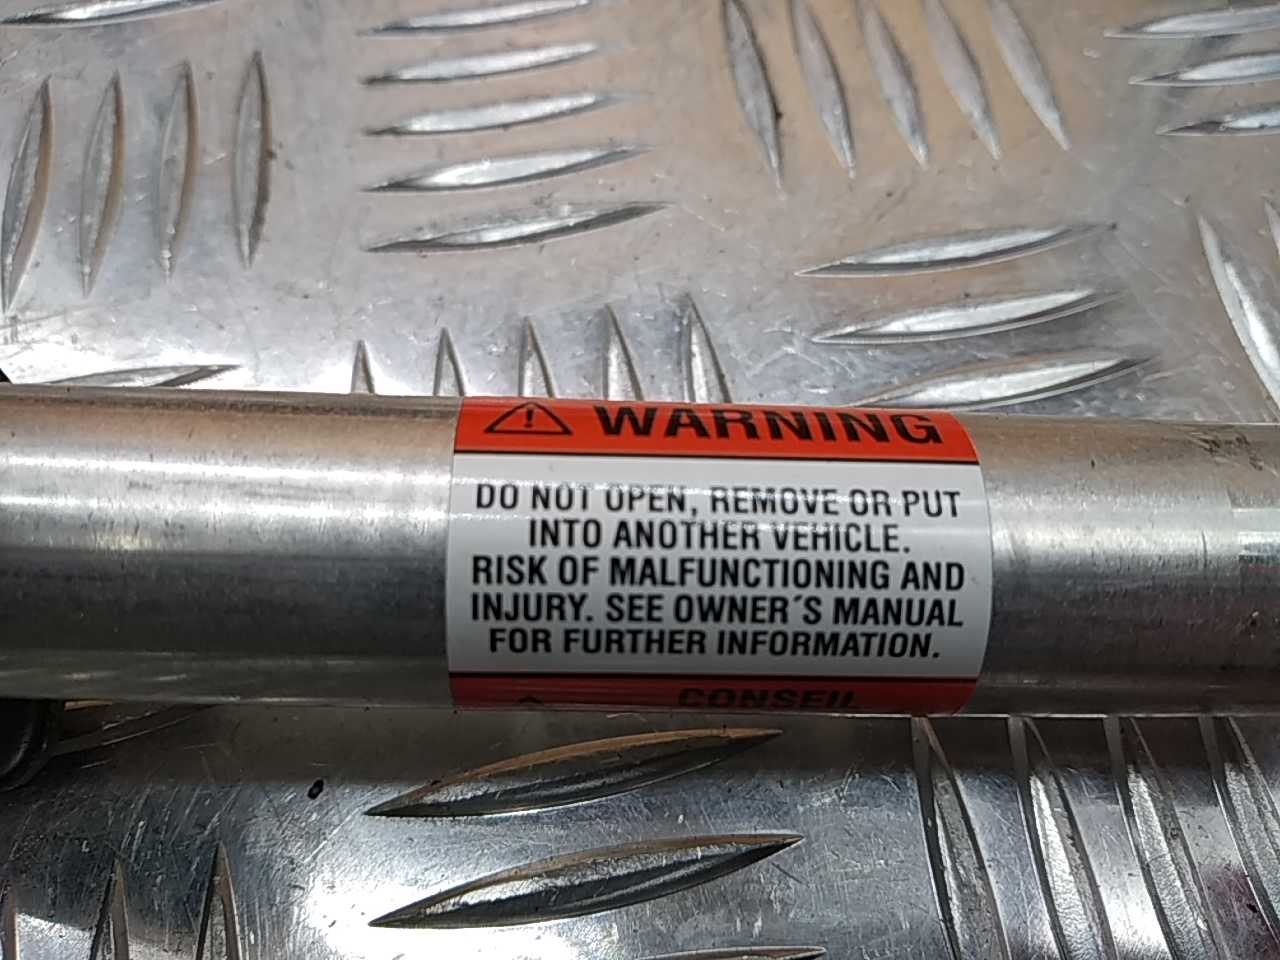 WARNING
DO NOT OPEN, REMOVE OR PUT
INTO ANOTHER VEHICLE.
RISK OF MALFUNCTIONING AND
INJURY. SEE OWNER´S MANUAL
FOR FURTHER INFORMATION.
CONSEIL